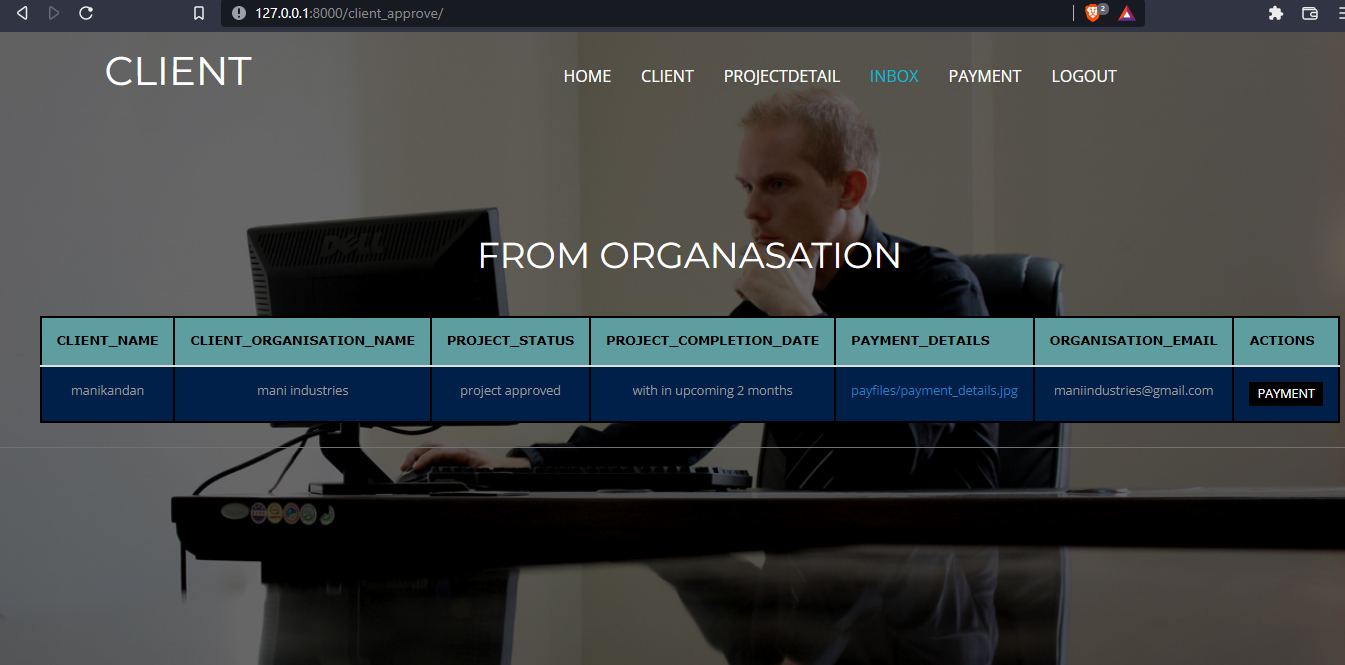 127.0.0.1:8000/client_approve/
2
CLIENT
HOME CLIENT PROJECTDETAIL INBOX PAYMENT LOGOUT
DELL
FROM ORGANASATION
CLIENT_NAME CLIENT_ORGANISATION_NAME PROJECT_STATUS PROJECT_COMPLETION_DATE PAYMENT_DETAILS ORGANISATION_EMAIL ACTIONS
manikandan mani industries project approved with in upcoming 2 months payfiles/payment_details.jpg maniindustries@gmail.com PAYMENT